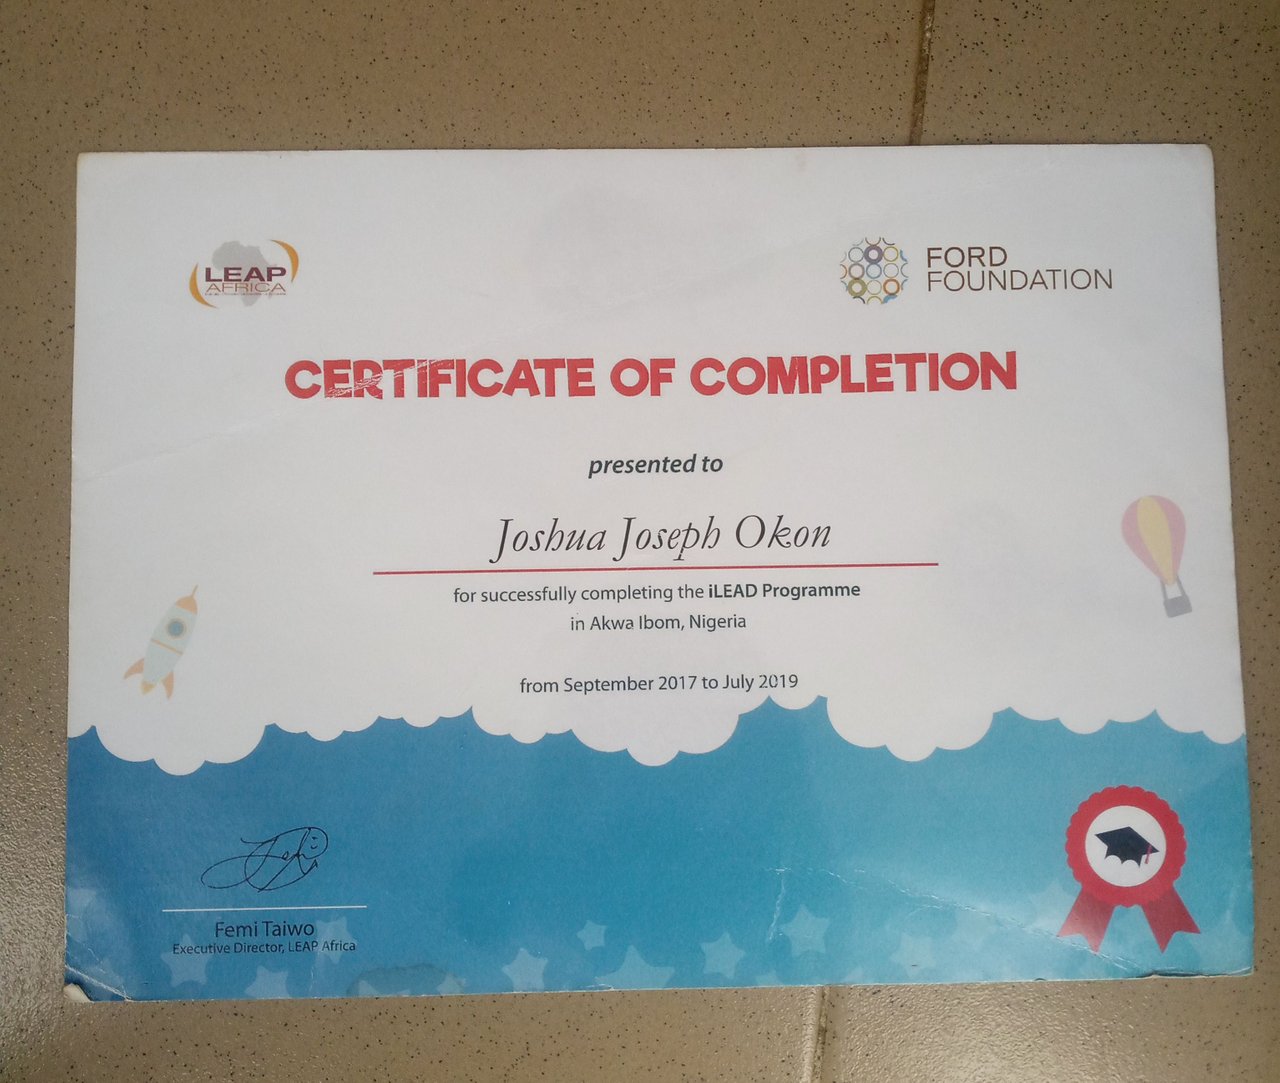 LEAP
AFRICA
FORD
FOUNDATION
CERTIFICATE OF COMPLETION
presented to
Joshua Joseph Okon
for successfully completing the iLEAD Programme
in Akwa Ibom, Nigeria
from September 2017 to July 2019
Femi Taiwo
Executive Director, LEAP Africa